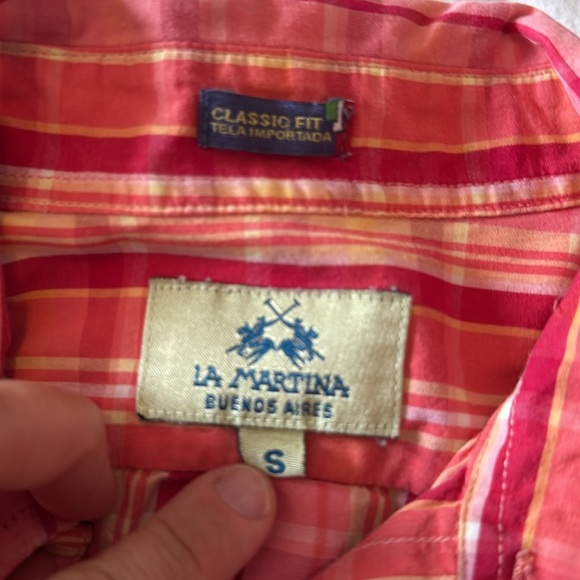 CLASSIC FIT
TELA IMPORTADA
LA MARTINA
BUENOS AIRES
S